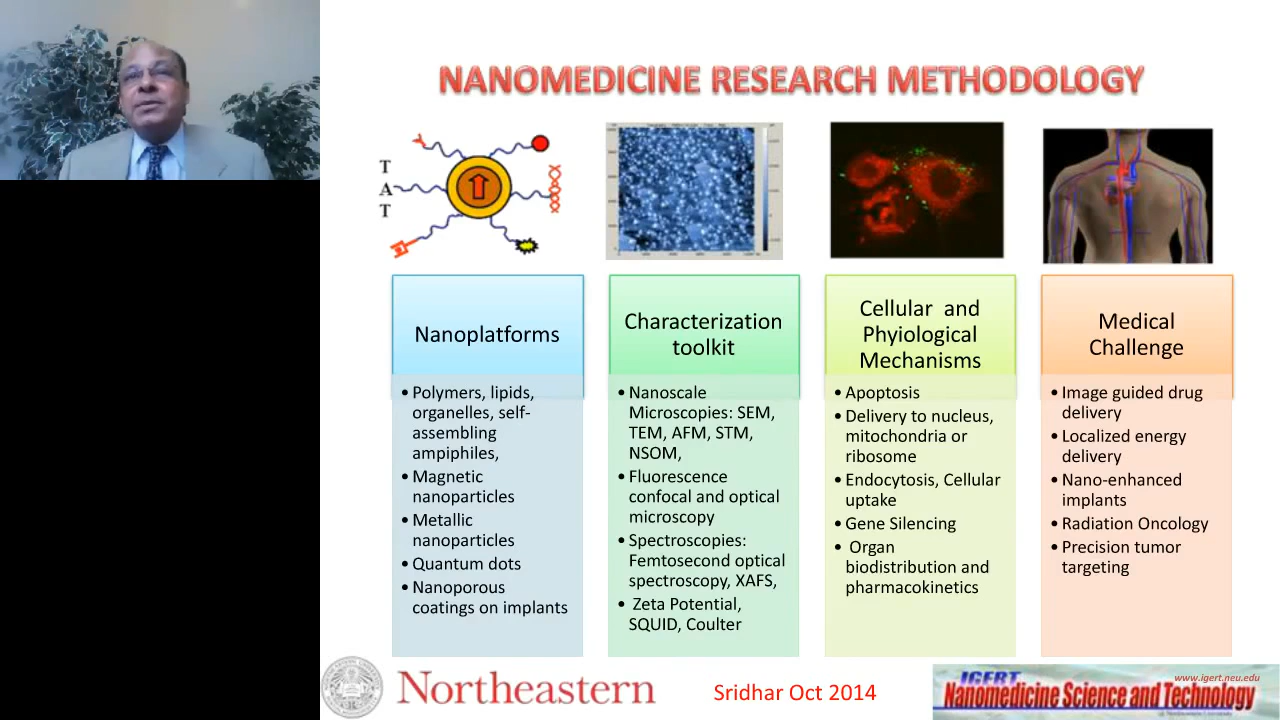 NANOMEDICINE RESEARCH METHODOLOGY
T
A
T
Nanoplatforms
• Polymers, lipids,
organelles, self-
assembling
ampiphiles,
• Magnetic
nanoparticles
• Metallic
nanoparticles
• Quantum dots
• Nanoporous
coatings on implants
Characterization
toolkit
• Nanoscale
Microscopies: SEM,
TEM, AFM, STM,
NSOM,
• Fluorescence
confocal and optical
microscopy
• Spectroscopies:
Femtosecond optical
spectroscopy, XAFS,
• Zeta Potential,
SQUID, Coulter
Cellular and
Phyiological
Mechanisms
• Apoptosis
• Delivery to nucleus,
mitochondria or
ribosome
• Endocytosis, Cellular
uptake
• Gene Silencing
• Organ
biodistribution and
pharmacokinetics
Medical
Challenge
• Image guided drug
delivery
• Localized energy
delivery
• Nano-enhanced
implants
• Radiation Oncology
• Precision tumor
targeting
Northeastern
Sridhar Oct 2014
www.igert.neu.edu
IGERT
Nanomedicine Science and Technology